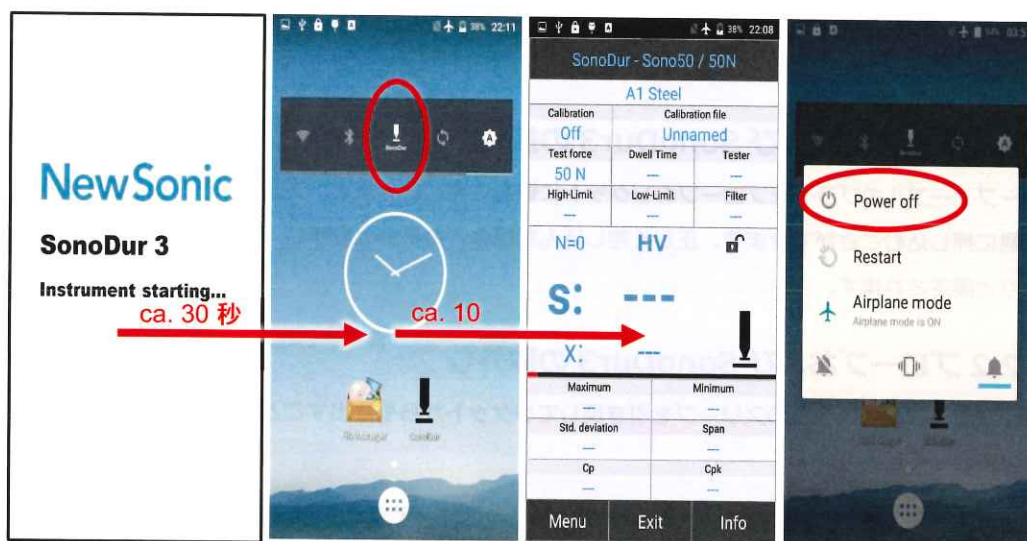 NewSonic
SonoDur 3
Instrument starting...
ca. 30 秒
22:11
SonoDur
ca. 10
SonoDur
38% 22:08
SonoDur - Sono50 / 50N
A1 Steel
Calibration Calibration file
Off Unnamed
Test force Dwell Time Tester
50 N --- ---
High-Limit Low-Limit Filter
--- --- ---
N=0 HV
s: ---
x: ---
Maximum Minimum
--- ---
Std. deviation Span
--- ---
Cp Cpk
--- ---
Menu Exit Info
Power off
Restart
Airplane mode
Airplane mode is ON